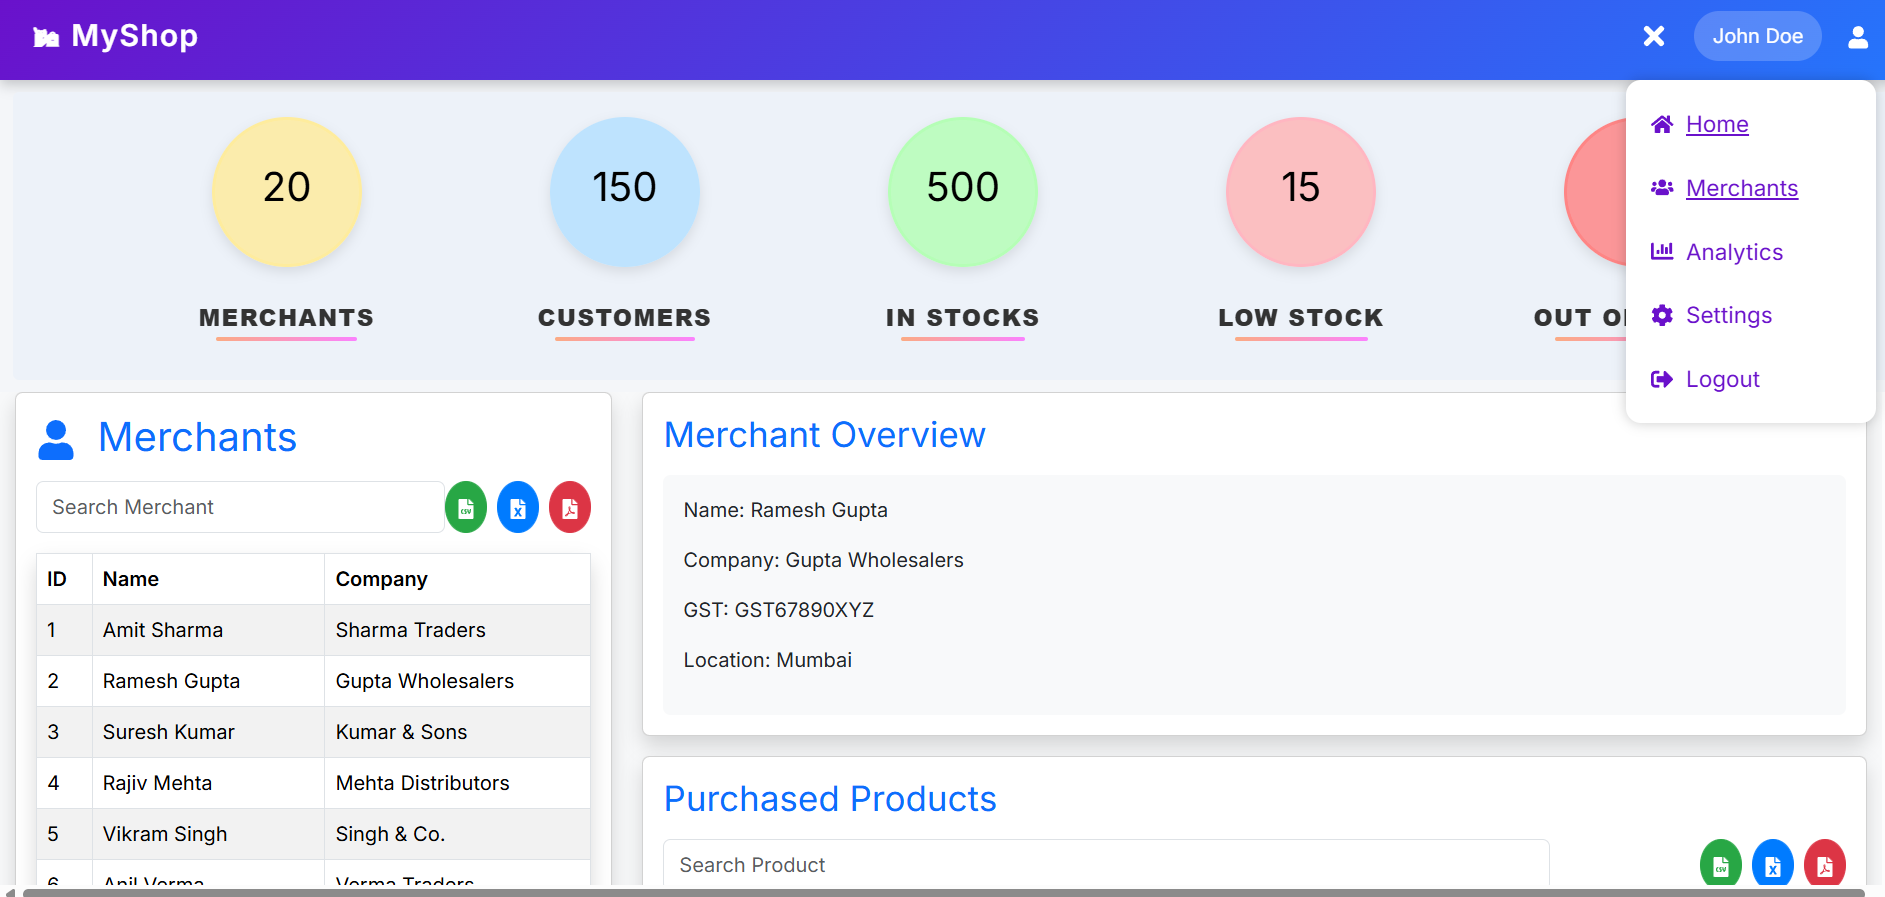 MyShop
John Doe
Home
Merchants
Analytics
Settings
Logout
20
150
500
15
MERCHANTS
CUSTOMERS
IN STOCKS
LOW STOCK
OUT
Merchants
Search Merchant
ID Name Company
1 Amit Sharma Sharma Traders
2 Ramesh Gupta Gupta Wholesalers
3 Suresh Kumar Kumar & Sons
4 Rajiv Mehta Mehta Distributors
5 Vikram Singh Singh & Co.
6 Anil Verma Verma Traders
Merchant Overview
Name: Ramesh Gupta
Company: Gupta Wholesalers
GST: GST67890XYZ
Location: Mumbai
Purchased Products
Search Product